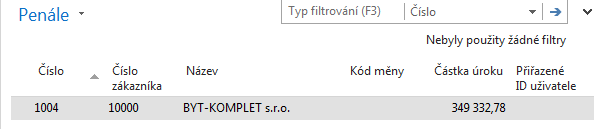 Penále
Typ filtrování (F3) Číslo
Nebyly použity žádné filtry
Číslo Číslo zákazníka Název Kód měny Částka úroku Přiřazené ID uživatele
1004 10000 BYT-KOMPLET s.r.o. 349 332,78